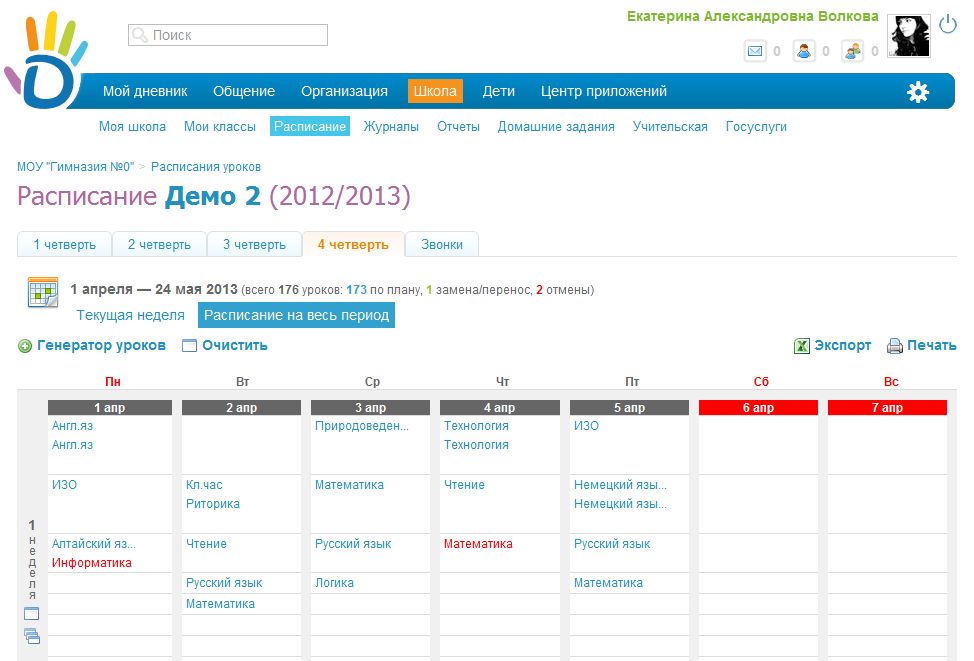 Екатерина Александровна Волкова
Поиск
0 0 0
Мой дневник Общение Организация Школа Дети Центр приложений
Моя школа Мои классы Расписание Журналы Отчеты Домашние задания Учительская Госуслуги
МОУ "Гимназия №0" > Расписания уроков
Расписание Демо 2 (2012/2013)
1 четверть 2 четверть 3 четверть 4 четверть Звонки
1 апреля — 24 мая 2013 (всего 176 уроков: 173 по плану, 1 замена/перенос, 2 отмены)
Текущая неделя Расписание на весь период
Генератор уроков Очистить Экспорт Печать
Пн Вт Ср Чт Пт Сб Вс
1 апр 2 апр 3 апр 4 апр 5 апр 6 апр 7 апр
Англ.яз Природоведен... Технология ИЗО
Англ.яз Технология
ИЗО Кл.час Математика Чтение Немецкий язы...
Риторика Немецкий язы...
1 неделя
Алтайский яз... Чтение Русский язык Математика Русский язык
Информатика
Русский язык Логика Математика
Математика